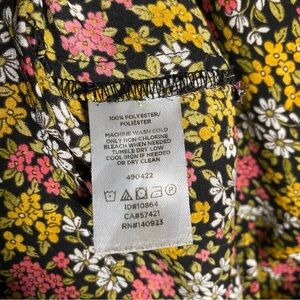 100% POLYESTER/
POLIÉSTER
MACHINE WASH COLD
ONLY NON-CHLORINE
BLEACH WHEN NEEDED
TUMBLE DRY LOW
COOL IRON IF NEEDED
OR DRY CLEAN
490422
ID#10864
CA#57421
RN#140923